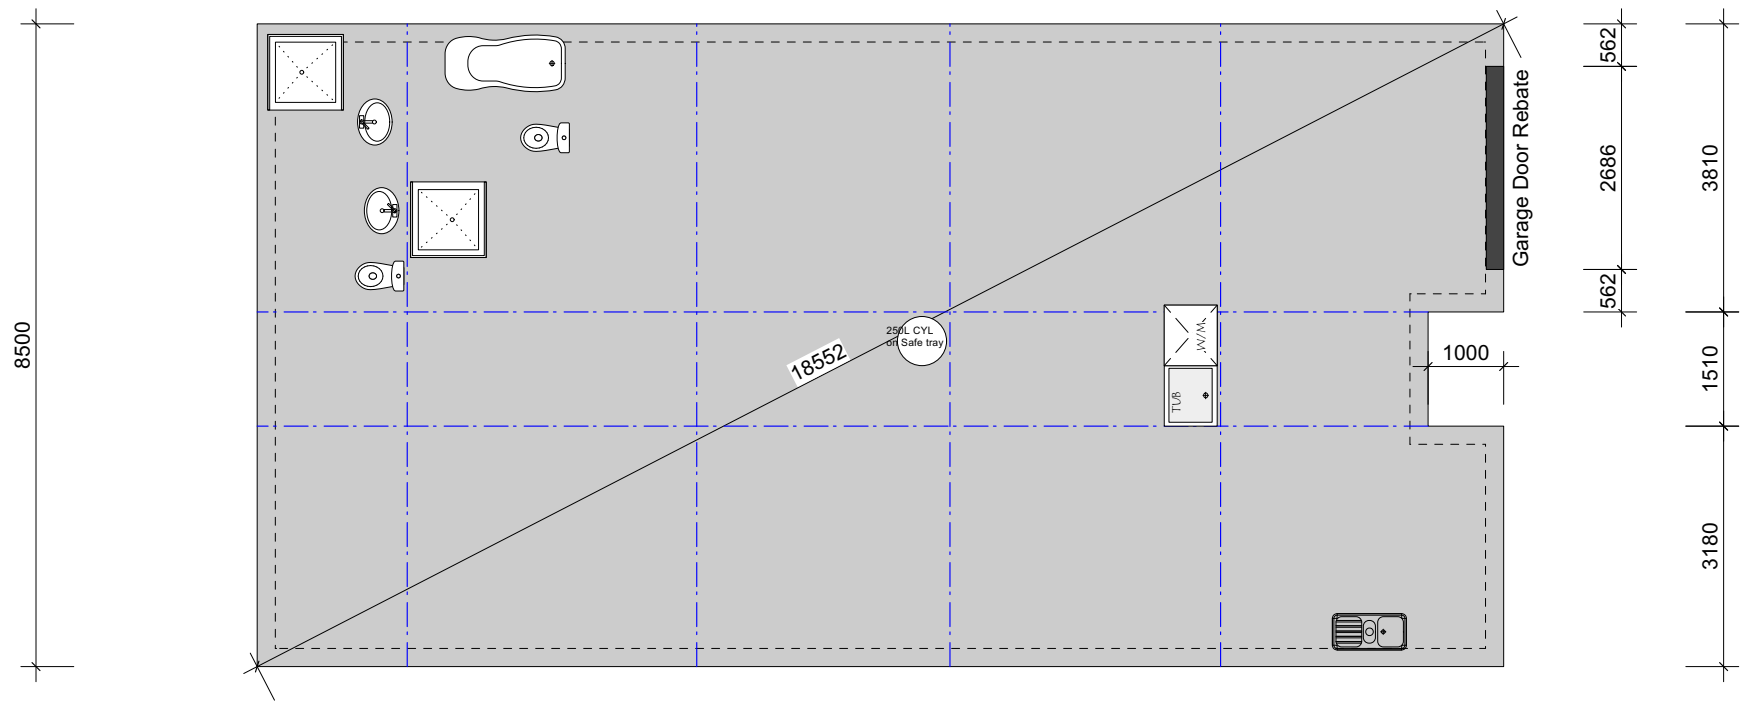 8500
18552
250L CYL
on Safe tray
W/M.
TUB
1000
Garage Door Rebate
562
2686
562
3810
1510
3180